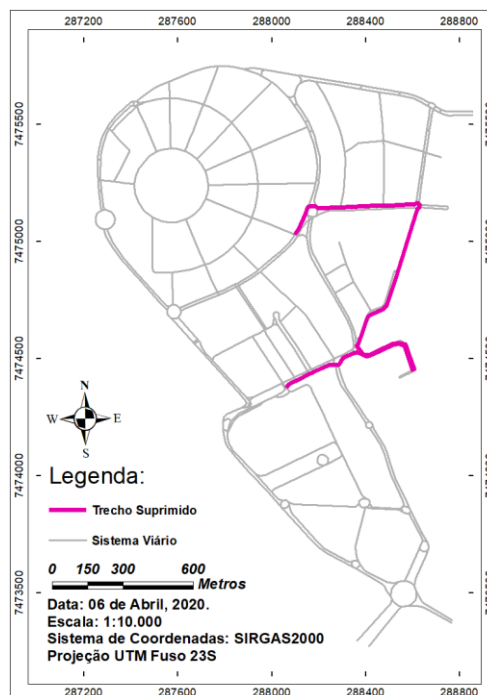 287200 287600 288000 288400 288800
7475500 7475500
7475000
7474500
7474000
7473500
N
W E
S
Legenda:
Trecho Suprimido
Sistema Viário
0 150 300 600
Metros
Data: 06 de Abril, 2020.
Escala: 1:10.000
Sistema de Coordenadas: SIRGAS2000
Projeção UTM Fuso 23S
287200 287600 288000 288400 288800